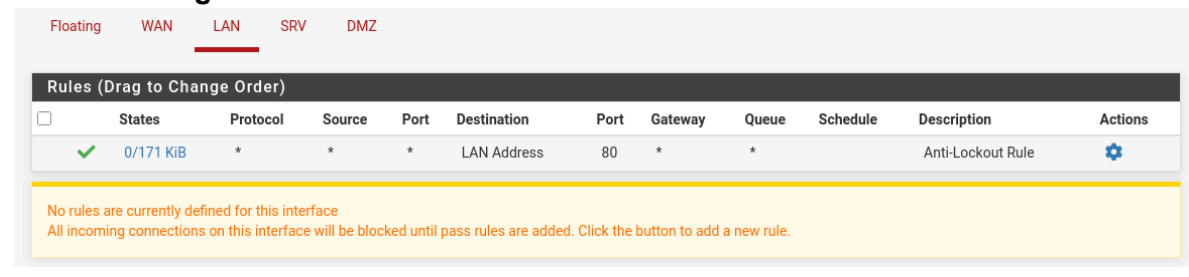 Floating WAN LAN SRV DMZ
Rules (Drag to Change Order)
States Protocol Source Port Destination Port Gateway Queue Schedule Description Actions
0/171 KiB * * * LAN Address 80 * * Anti-Lockout Rule
No rules are currently defined for this interface
All incoming connections on this interface will be blocked until pass rules are added. Click the button to add a new rule.